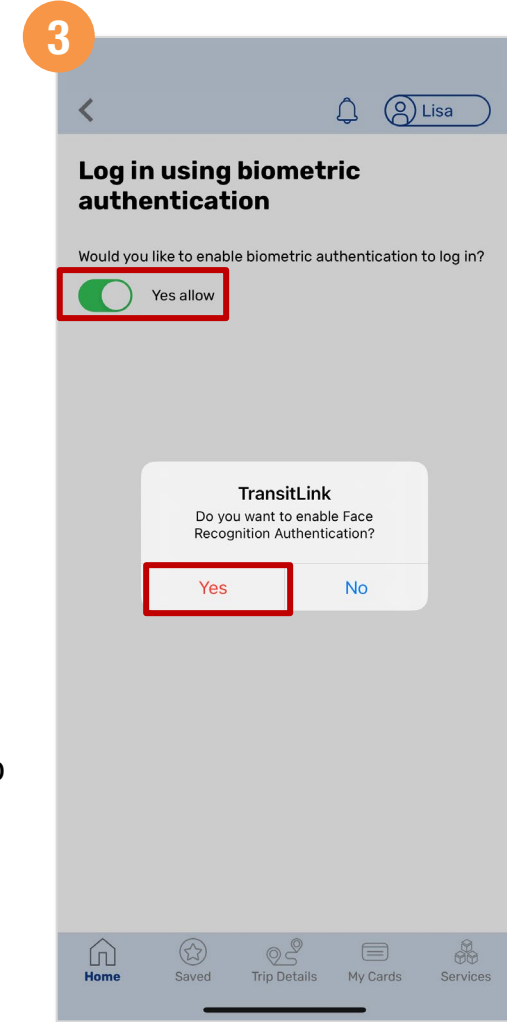 3
Lisa
Log in using biometric
authentication
Would you like to enable biometric authentication to log in?
Yes allow
TransitLink
Do you want to enable Face
Recognition Authentication?
Yes No
Home Saved Trip Details My Cards Services